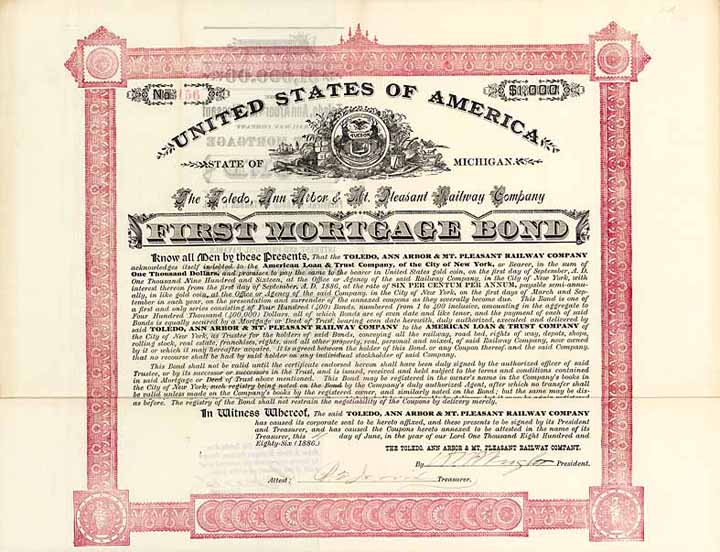 No. 156
$1,000
UNITED STATES OF AMERICA
TUEBOR
STATE OF
MICHIGAN.
The Toledo, Ann Arbor & Mt. Pleasant Railway Company
FIRST MORTGAGE BOND
Know all Men by these Presents, That the TOLEDO, ANN ARBOR & MT. PLEASANT RAILWAY COMPANY
acknowledges itself indebted to the American Loan & Trust Company, of the City of New York, or Bearer, in the sum of
One Thousand Dollars, and promises to pay the same to the bearer in United States gold coin, on the first day of September, A. D.
One Thousand Nine Hundred and Sixteen, at the Office or Agency of the said Railway Company, in the City of New York, with
interest thereon from the first day of September, A. D. 1886, at the rate of SIX PER CENTUM PER ANNUM, payable semi-annu-
ally, in like gold coin, at the Office or Agency of the said Company, in the City of New York, on the first days of March and Sep-
tember in each year, on the presentation and surrender of the annexed coupons as they severally become due. This Bond is one of
a first and only series consisting of Four Hundred (400) Bonds, numbered from 1 to 400 inclusive, amounting in the aggregate to
Four Hundred Thousand (400,000) Dollars, all of which Bonds are of even date and like tenor, and the payment of each of said
Bonds is equally secured by a Mortgage or Deed of Trust, bearing even date herewith, duly authorized, executed and delivered by
said TOLEDO, ANN ARBOR & MT. PLEASANT RAILWAY COMPANY to the AMERICAN LOAN & TRUST COMPANY of
the City of New York, as Trustee for the holders of said Bonds, conveying all the railway, road bed, rights of way, depots, shops,
rolling stock, real estate, franchises, rights, and all other property, real, personal and mixed, of said Railway Company, now owned
by it or which it may hereafter acquire. It is agreed between the holder of this Bond, or any Coupon thereof, and the said Company,
that no recourse shall be had by said holder on any individual stockholder of said Company.
This Bond shall not be valid until the certificate endorsed hereon shall have been duly signed by the authorized officer of said
Trustee, or by its successor or successors in the Trust, and is issued, received and held subject to the terms and conditions contained
in said Mortgage or Deed of Trust above mentioned. This Bond may be registered in the owner's name in the Company's books in
the City of New York, such registry being noted on the Bond by the Company's duly authorized Agent, after which no transfer shall
be valid unless made on the Company's books by the registered owner, and similarly noted on the Bond; but the same may be dis-
as before. The registry of the Bond shall not restrain the negotiability of the Coupons by delivery merely.
In Witness Whereof, The said TOLEDO, ANN ARBOR & MT. PLEASANT RAILWAY COMPANY
has caused its corporate seal to be hereto affixed, and these presents to be signed by its President
and Treasurer, and has caused the Coupons hereto annexed to be attested in the name of its
Treasurer, this day of June, in the year of our Lord One Thousand Eight Hundred and
Eighty-Six (1886.)
THE TOLEDO, ANN ARBOR & MT. PLEASANT RAILWAY COMPANY.
By President.
Attest: Treasurer.